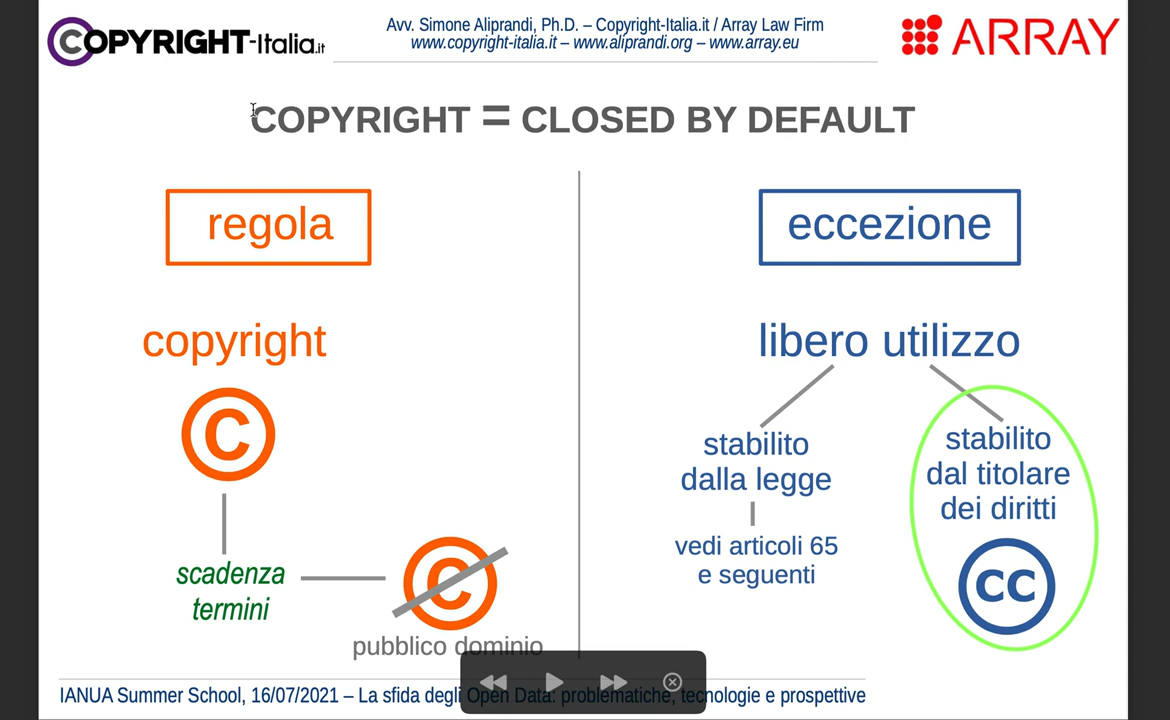 COPYRIGHT-Italia.it
Avv. Simone Aliprandi, Ph.D. – Copyright-Italia.it / Array Law Firm
www.copyright-italia.it – www.aliprandi.org – www.array.eu
ARRAY
COPYRIGHT = CLOSED BY DEFAULT
regola
copyright
C
scadenza
termini
C
pubblico dominio
eccezione
libero utilizzo
stabilito
dalla legge
vedi articoli 65
e seguenti
stabilito
dal titolare
dei diritti
CC
IANUA Summer School, 16/07/2021 – La sfida degli Open Data: problematiche, tecnologie e prospettive